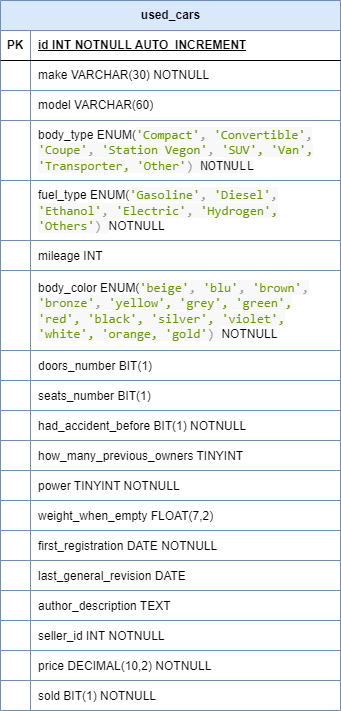 used_cars
PK id INT NOTNULL AUTO_INCREMENT
make VARCHAR(30) NOTNULL
model VARCHAR(60)
body_type ENUM('Compact', 'Convertible',
'Coupe', 'Station Vegon', 'SUV', 'Van',
'Transporter, 'Other') NOTNULL
fuel_type ENUM('Gasoline', 'Diesel',
'Ethanol', 'Electric', 'Hydrogen',
'Others') NOTNULL
mileage INT
body_color ENUM('beige', 'blu', 'brown',
'bronze', 'yellow', 'grey', 'green',
'red', 'black', 'silver', 'violet',
'white', 'orange, 'gold') NOTNULL
doors_number BIT(1)
seats_number BIT(1)
had_accident_before BIT(1) NOTNULL
how_many_previous_owners TINYINT
power TINYINT NOTNULL
weight_when_empty FLOAT(7,2)
first_registration DATE NOTNULL
last_general_revision DATE
author_description TEXT
seller_id INT NOTNULL
price DECIMAL(10,2) NOTNULL
sold BIT(1) NOTNULL